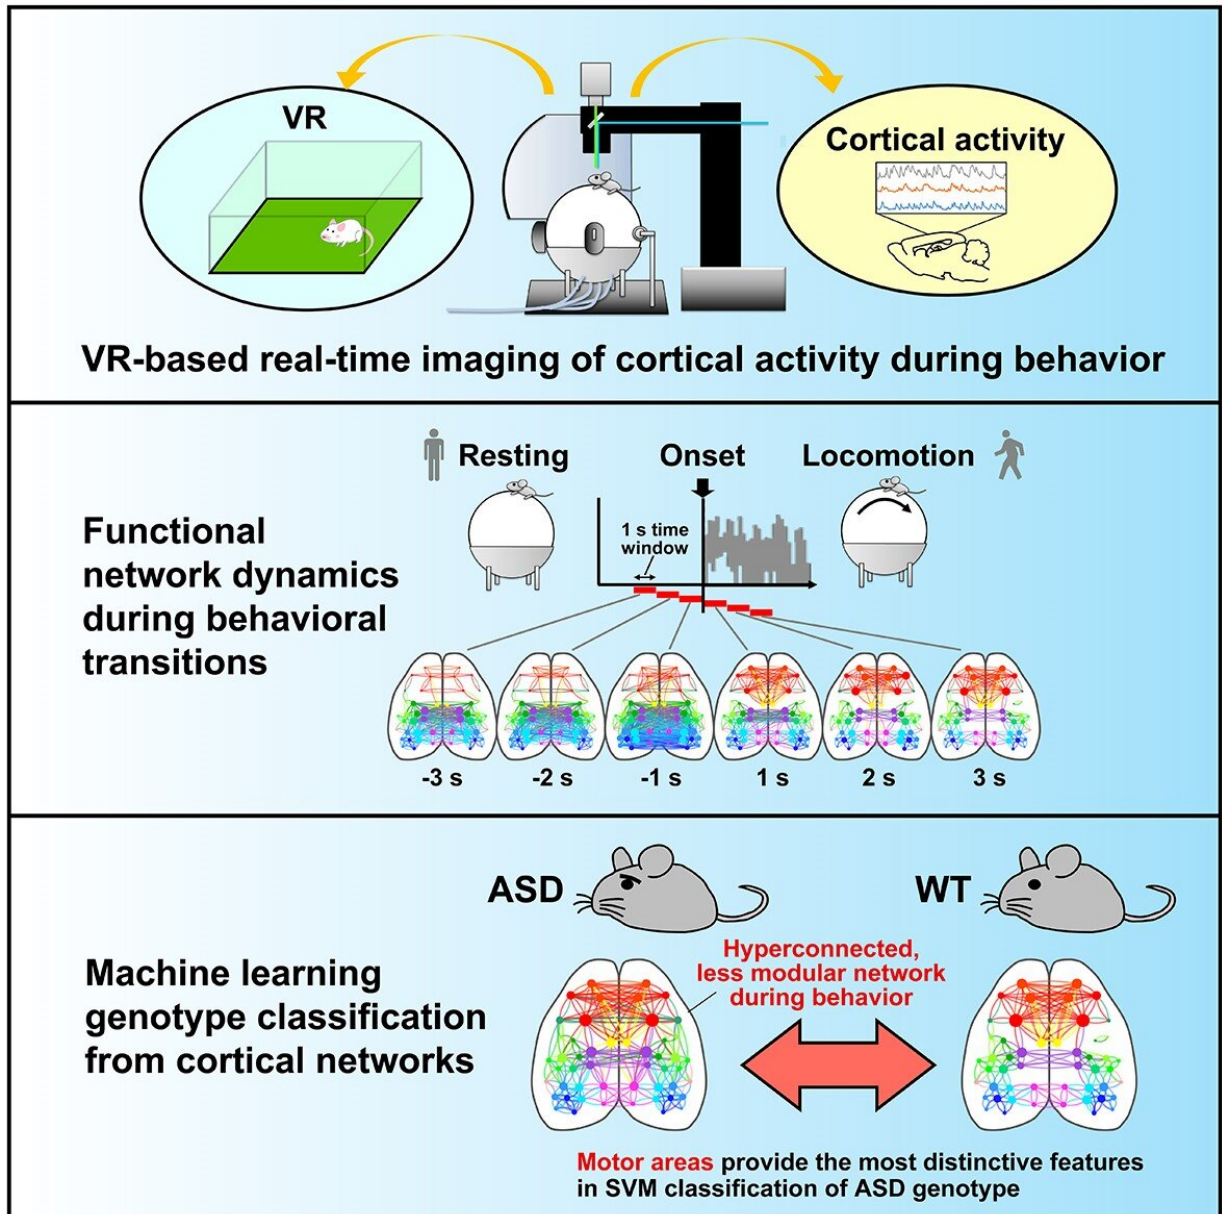 VR
Cortical activity
VR-based real-time imaging of cortical activity during behavior
Functional
network dynamics
during behavioral
transitions
Resting
Onset
Locomotion
1 s time
window
-3 s
-2 s
-1 s
1 s
2 s
3 s
Machine learning
genotype classification
from cortical networks
ASD
WT
Hyperconnected,
less modular network
during behavior
Motor areas provide the most distinctive features
in SVM classification of ASD genotype